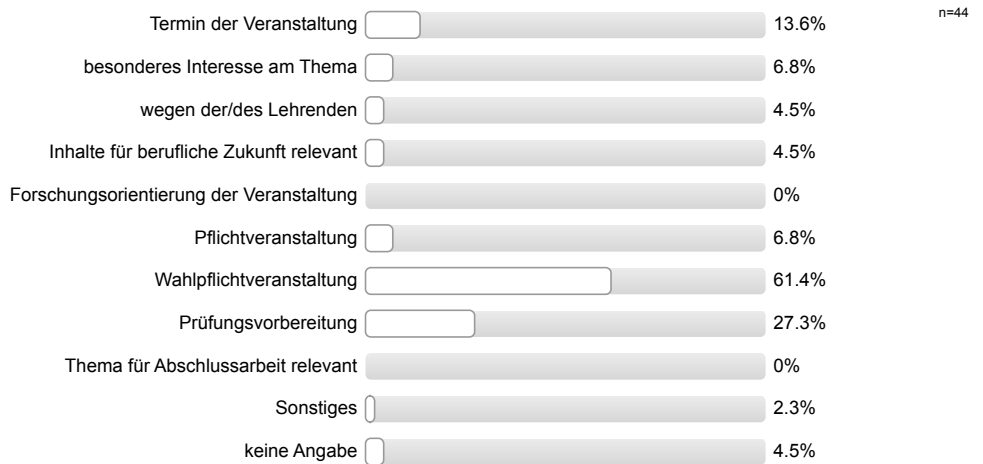 n=44
Termin der Veranstaltung 13.6%
besonderes Interesse am Thema 6.8%
wegen der/des Lehrenden 4.5%
Inhalte für berufliche Zukunft relevant 4.5%
Forschungsorientierung der Veranstaltung 0%
Pflichtveranstaltung 6.8%
Wahlpflichtveranstaltung 61.4%
Prüfungsvorbereitung 27.3%
Thema für Abschlussarbeit relevant 0%
Sonstiges 2.3%
keine Angabe 4.5%